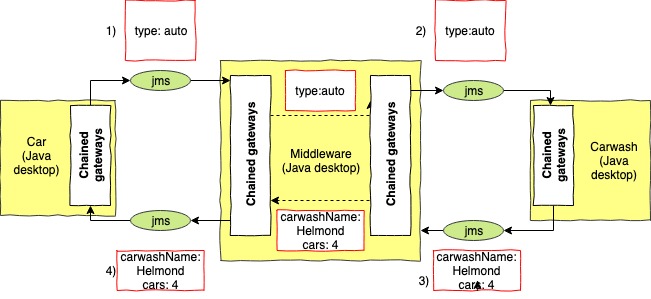 1)
type: auto
2)
type:auto
jms
jms
type:auto
Car
(Java
desktop)
Chained
gateways
Chained gateways
Middleware
(Java desktop)
Chained gateways
Chained
gateways
Carwash
(Java
desktop)
jms
carwashName:
Helmond
cars: 4
jms
4)
carwashName:
Helmond
cars: 4
3)
carwashName:
Helmond
cars: 4